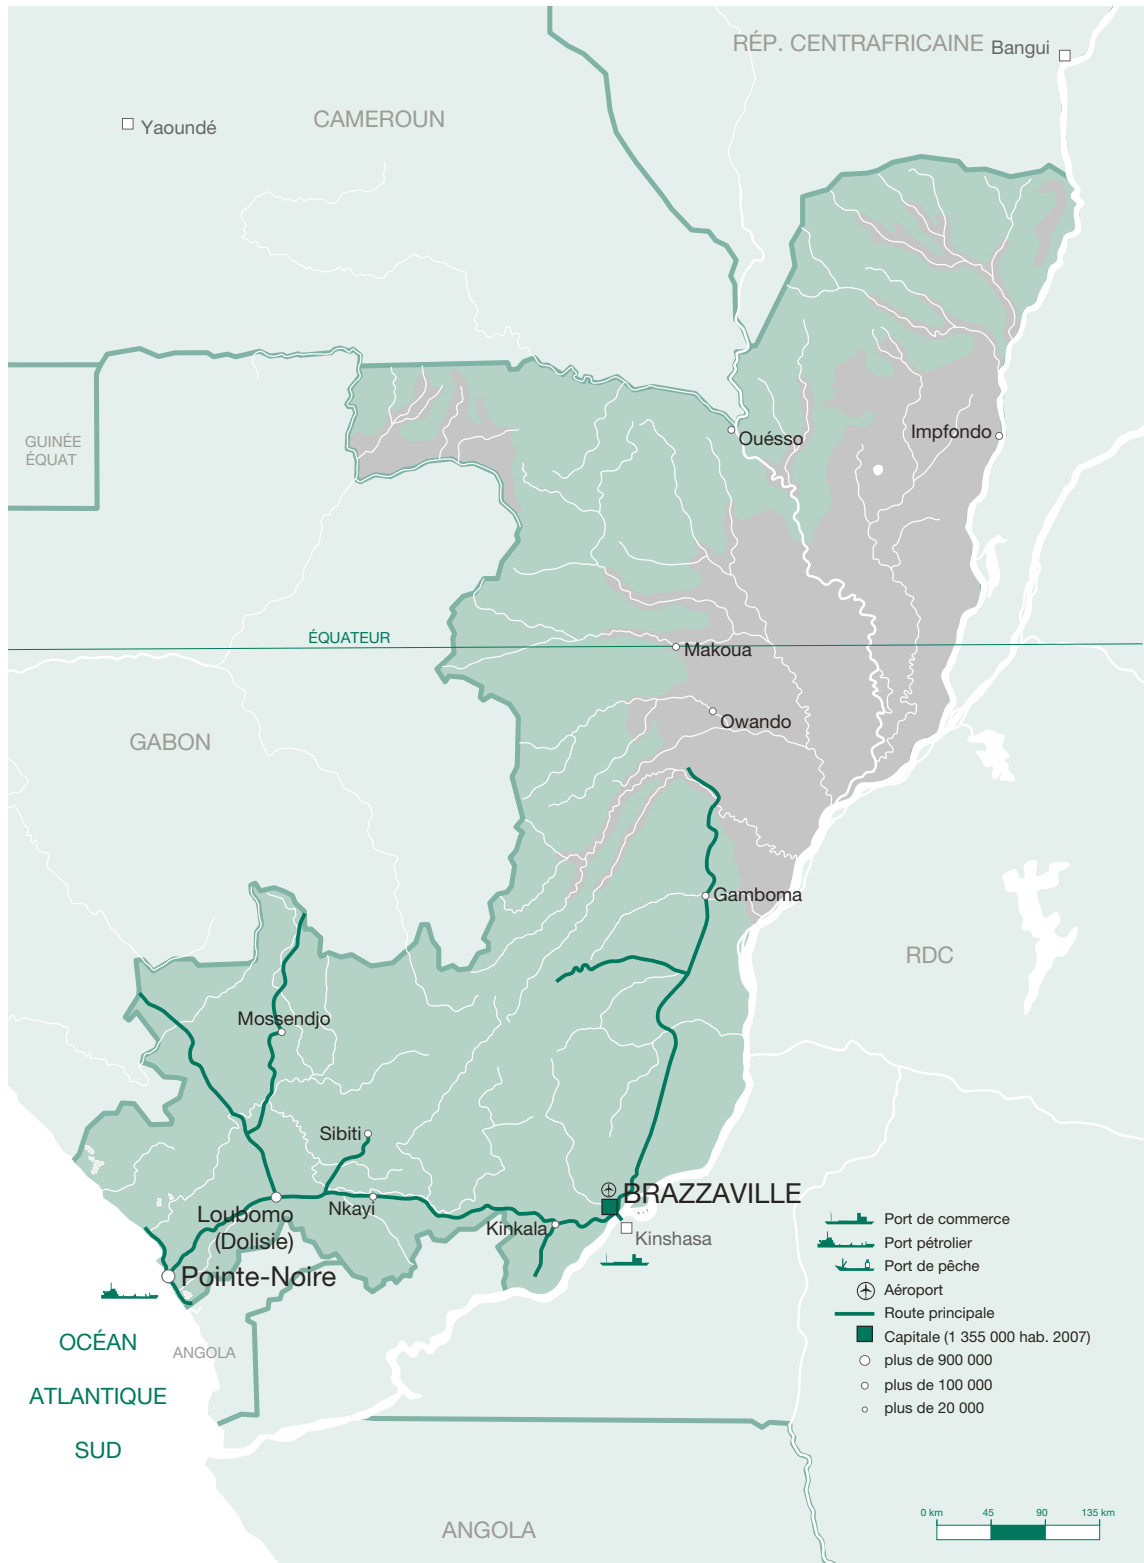 RÉP. CENTRAFRICAINE
Bangui
Yaoundé
CAMEROUN
GUINÉE
ÉQUAT
Ouésso
Impfondo
ÉQUATEUR
Makoua
Owando
GABON
Gamboma
RDC
Mossendjo
Sibiti
BRAZZAVILLE
Loubomo
(Dolisie)
Nkayi
Kinkala
Kinshasa
Pointe-Noire
OCÉAN
ATLANTIQUE
SUD
ANGOLA
ANGOLA
Port de commerce
Port pétrolier
Port de pêche
Aéroport
Route principale
Capitale (1 355 000 hab. 2007)
plus de 900 000
plus de 100 000
plus de 20 000
0 km 45 90 135 km